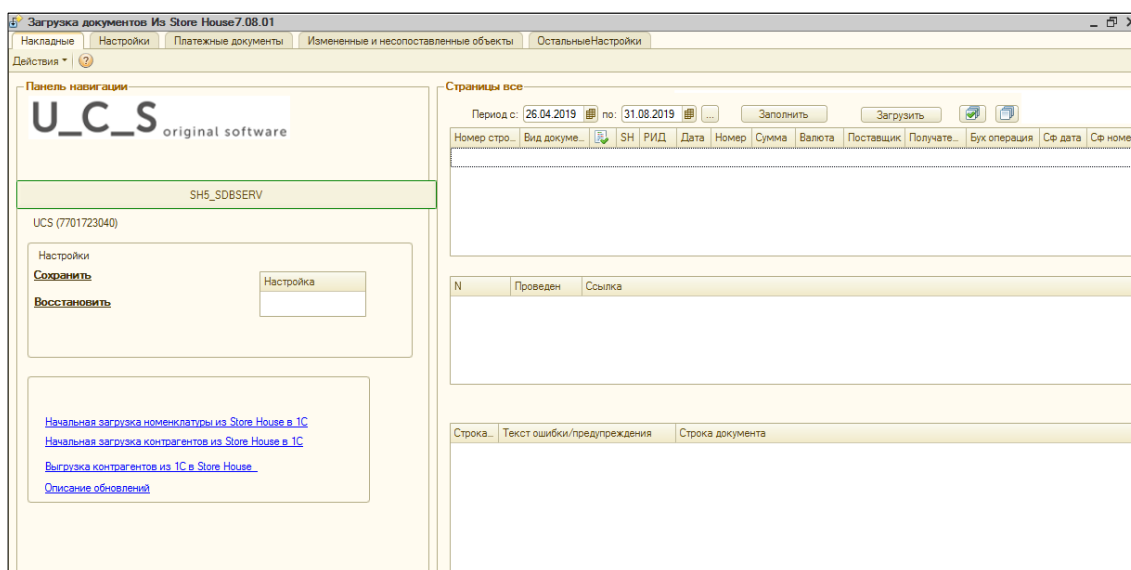 Загрузка документов Из Store House7.08.01
Накладные Настройки Платежные документы Измененные и несопоставленные объекты ОстальныеНастройки
Действия
Панель навигации
U_C_S original software
SH5_SDBSERV
UCS (7701723040)
Настройки
Сохранить
Восстановить
Настройка
Начальная загрузка номенклатуры из Store House в 1С
Начальная загрузка контрагентов из Store House в 1С
Выгрузка контрагентов из 1С в Store House
Описание обновлений
Страницы все
Период с: 26.04.2019 по: 31.08.2019 ... Заполнить Загрузить
Номер стро... Вид докуме... SH РИД Дата Номер Сумма Валюта Поставщик Получате... Бух операция Сф дата Сф номе
N Проведен Ссылка
Строка... Текст ошибки/предупреждения Строка документа